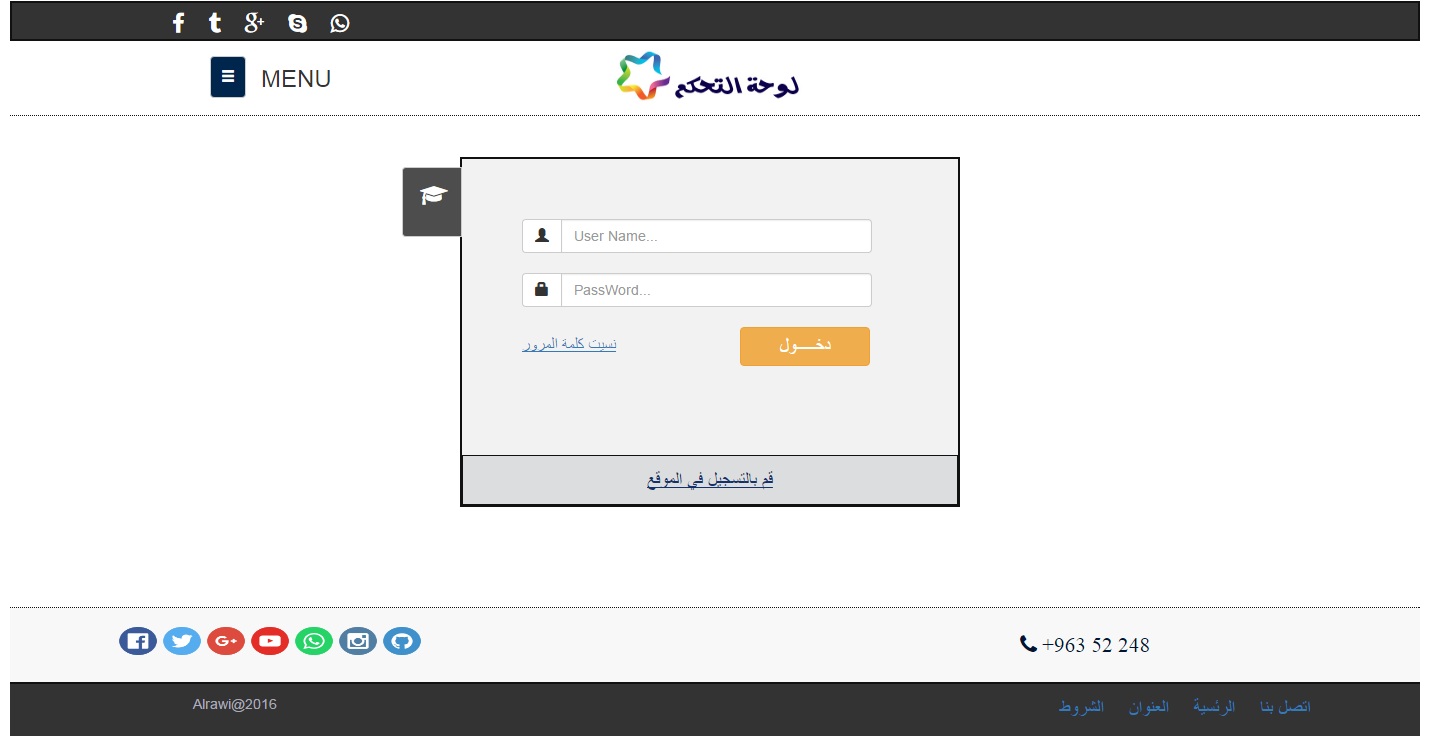 MENU
لوحة التحكم
User Name...
PassWord...
نسيت كلمة المرور
دخـــول
قم بالتسجيل في الموقع
+963 52 248
Alrawi@2016
اتصل بنا الرئسية العنوان الشروط